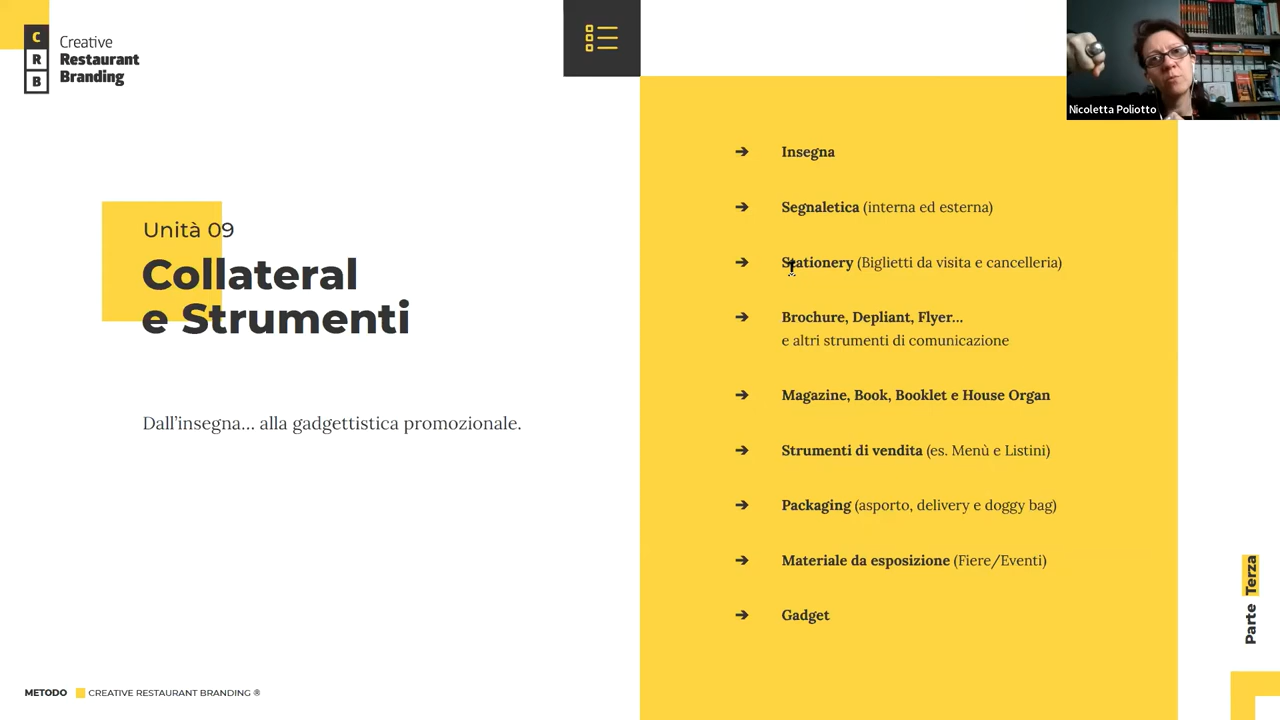 C
R
B
Creative
Restaurant
Branding
Nicoletta Poliotto
Unità 09
Collateral
e Strumenti
Dall’insegna... alla gadgettistica promozionale.
➔ Insegna
➔ Segnaletica (interna ed esterna)
➔ Stationery (Biglietti da visita e cancelleria)
➔ Brochure, Depliant, Flyer...
e altri strumenti di comunicazione
➔ Magazine, Book, Booklet e House Organ
➔ Strumenti di vendita (es. Menù e Listini)
➔ Packaging (asporto, delivery e doggy bag)
➔ Materiale da esposizione (Fiere/Eventi)
➔ Gadget
Parte Terza
METODO CREATIVE RESTAURANT BRANDING ®